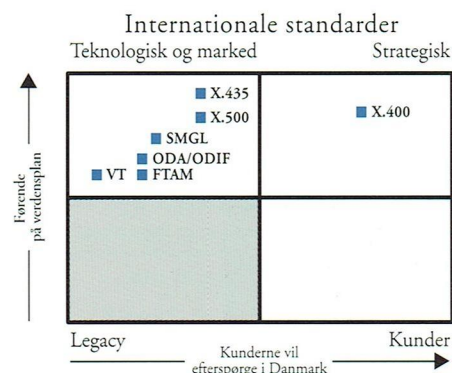 Internationale standarder
Teknologisk og marked
Strategisk
X.435
X.500
X.400
SMGL
ODA/ODIF
VT
FTAM
Førende
på verdensplan
Legacy
Kunder
Kunderne vil
efterspørge i Danmark